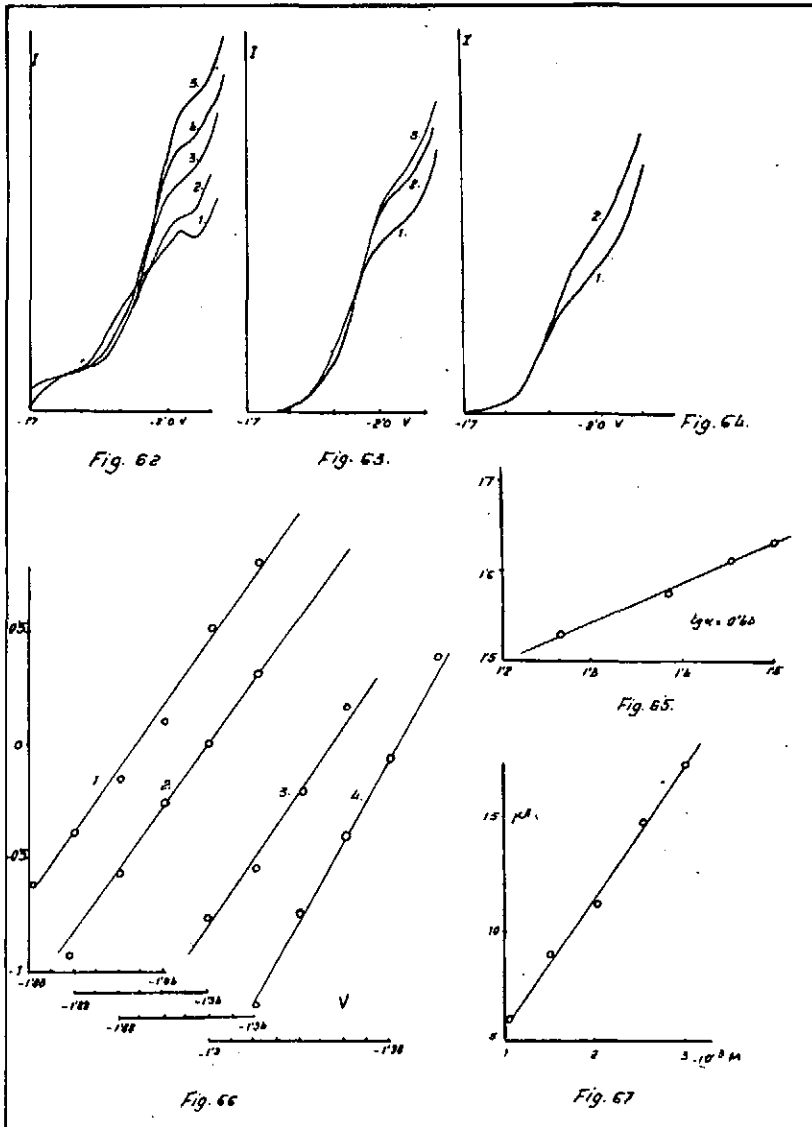 I
5.
4.
3.
2.
1.
-1'7
-2'0 V
Fig. 62
I
3.
2.
1.
-1'7
-2'0 V
Fig. 63.
I
2.
1.
-1'7
-2'0 V
Fig. 64.
1'7
1'6
1'5
1'2
1'3
1'4
1'5
Fig. 65.
0'5
0
-0'5
-1
1
2.
3.
4.
-1'88
-1'88
-1'88
-1'9
-1'98
V
Fig. 66
15
10
5
μA.
1
2
3
Fig. 67